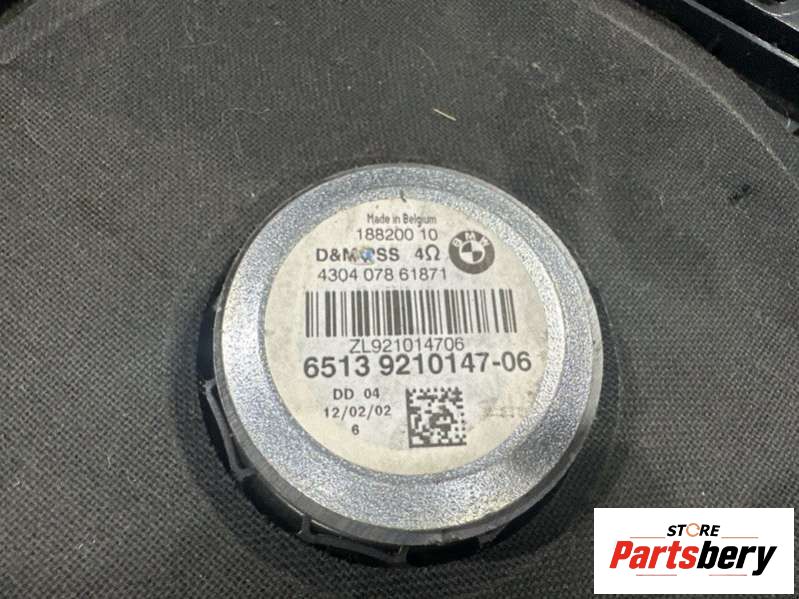 Made in Belgium
188200 10
D&M PSS 4Ω
BMW
4304 078 61871
ZL921014706
6513 9210147-06
DD 04
12/02/02
6
STORE
Partsbery